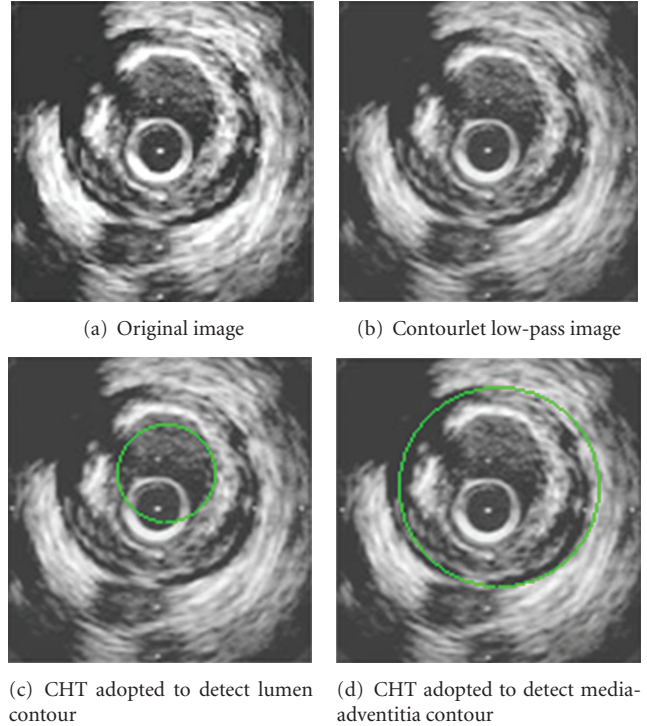 (a) Original image
(b) Contourlet low-pass image
(c) CHT adopted to detect lumen
contour
(d) CHT adopted to detect media-
adventitia contour